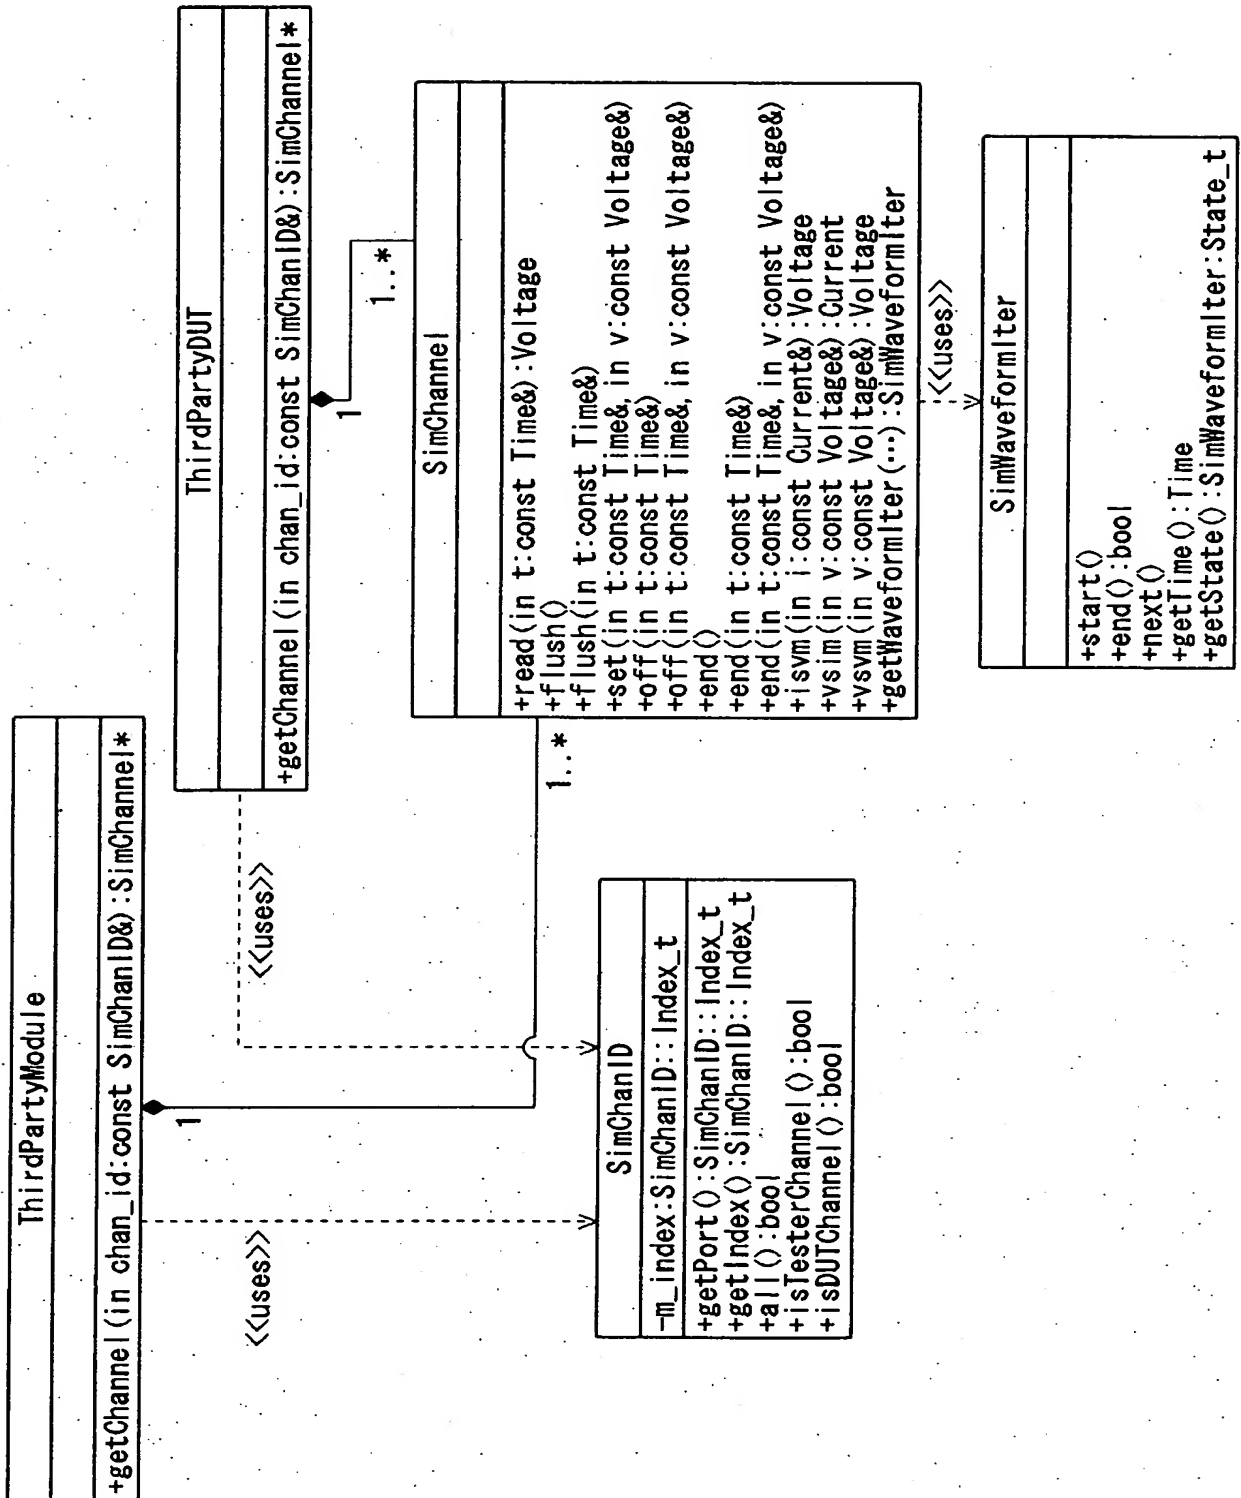 ThirdPartyModule
+getChannel(in chan_id:const SimChanID&):SimChannel*
1
<<uses>>
ThirdPartyDUT
+getChannel(in chan_id:const SimChanID&):SimChannel*
1
1..*
<<uses>>
SimChannel
+read(in t:const Time&):Voltage
+flush()
+flush(in t:const Time&)
+set(in t:const Time&, in v:const Voltage&)
+off(in t:const Time&)
+off(in t:const Time&, in v:const Voltage&)
+end()
+end(in t:const Time&)
+end(in t:const Time&, in v:const Voltage&)
+isvm(in i:const Current&):Voltage
+vsim(in v:const Voltage&):Current
+vsvm(in v:const Voltage&):Voltage
+getWaveformIter(...):SimWaveformIter
1..*
<<uses>>
SimChanID
-m_index:SimChanID::Index_t
+getPort():SimChanID::Index_t
+getIndex():SimChanID::Index_t
+all():bool
+isTesterChannel():bool
+isDUTChannel():bool
SimWaveformIter
+start()
+end():bool
+next()
+getTime():Time
+getState():SimWaveformIter:State_t